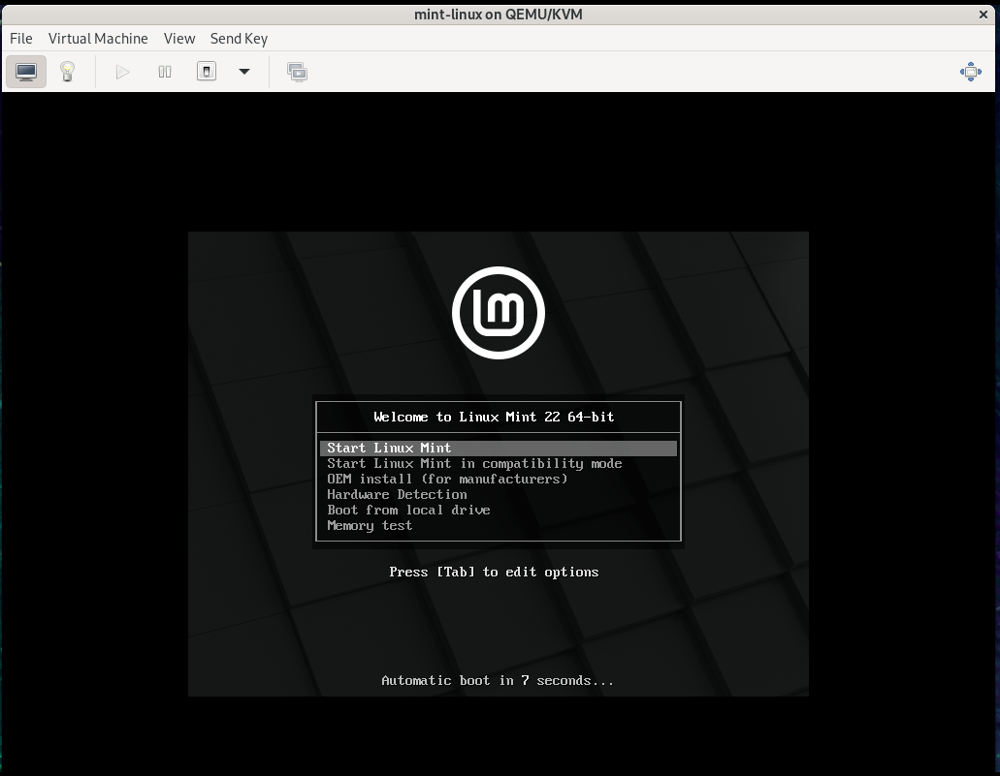 mint-linux on QEMU/KVM
File Virtual Machine View Send Key
lm
Welcome to Linux Mint 22 64-bit
Start Linux Mint
Start Linux Mint in compatibility mode
OEM install (for manufacturers)
Hardware Detection
Boot from local drive
Memory test
Press [Tab] to edit options
Automatic boot in 7 seconds...